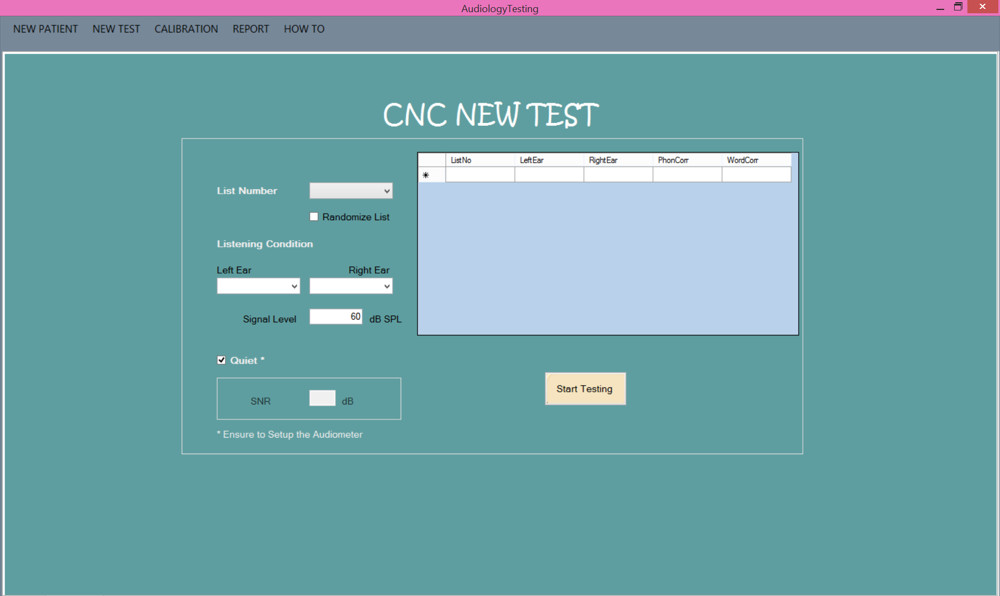 AudiologyTesting
NEW PATIENT NEW TEST CALIBRATION REPORT HOW TO
CNC NEW TEST
ListNo LeftEar RightEar PhonCorr WordCorr
List Number
Randomize List
Listening Condition
Left Ear Right Ear
Signal Level 60 dB SPL
Quiet *
Start Testing
SNR dB
* Ensure to Setup the Audiometer